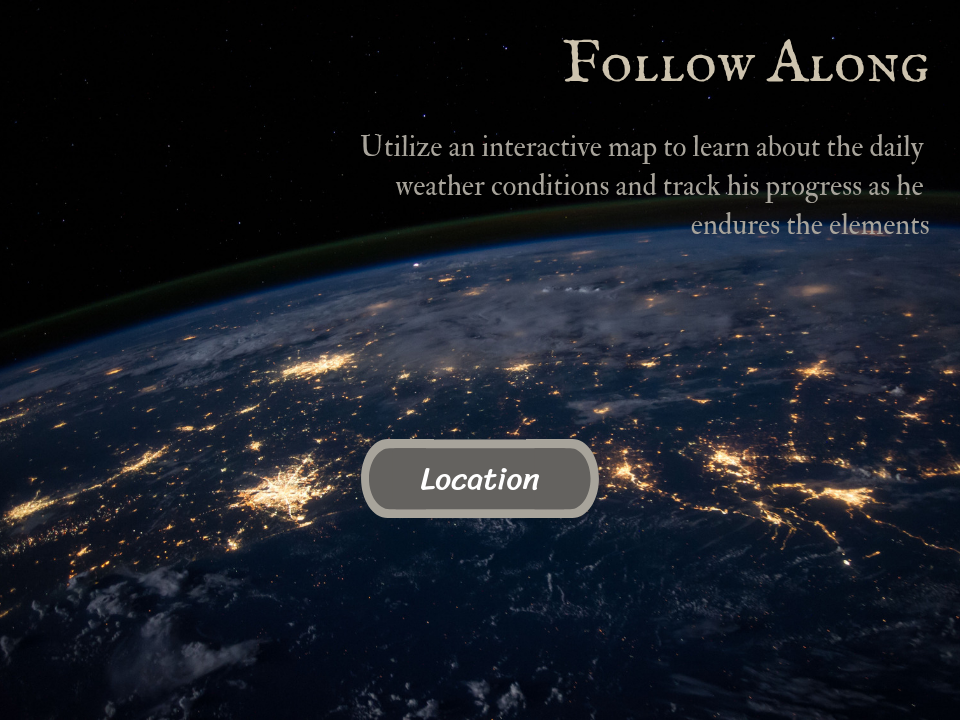 Follow Along
Utilize an interactive map to learn about the daily
weather conditions and track his progress as he
endures the elements
Location